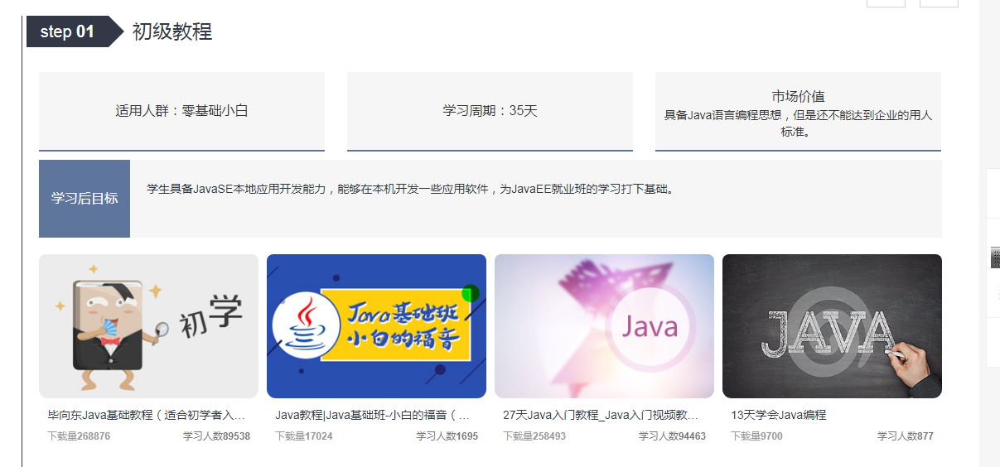 step 01 初级教程
适用人群：零基础小白
学习周期：35天
市场价值
具备Java语言编程思想，但是还不能达到企业的用人
标准。
学习后目标
学生具备JavaSE本地应用开发能力，能够在本机开发一些应用软件，为JavaEE就业班的学习打下基础。
初学
Java基础班
小白的福音
Java
JAVA
毕向东Java基础教程（适合初学者入...
下载量268876 学习人数89538
Java教程|Java基础班-小白的福音（...
下载量17024 学习人数1695
27天Java入门教程_Java入门视频教...
下载量258493 学习人数94463
13天学会Java编程
下载量9700 学习人数877